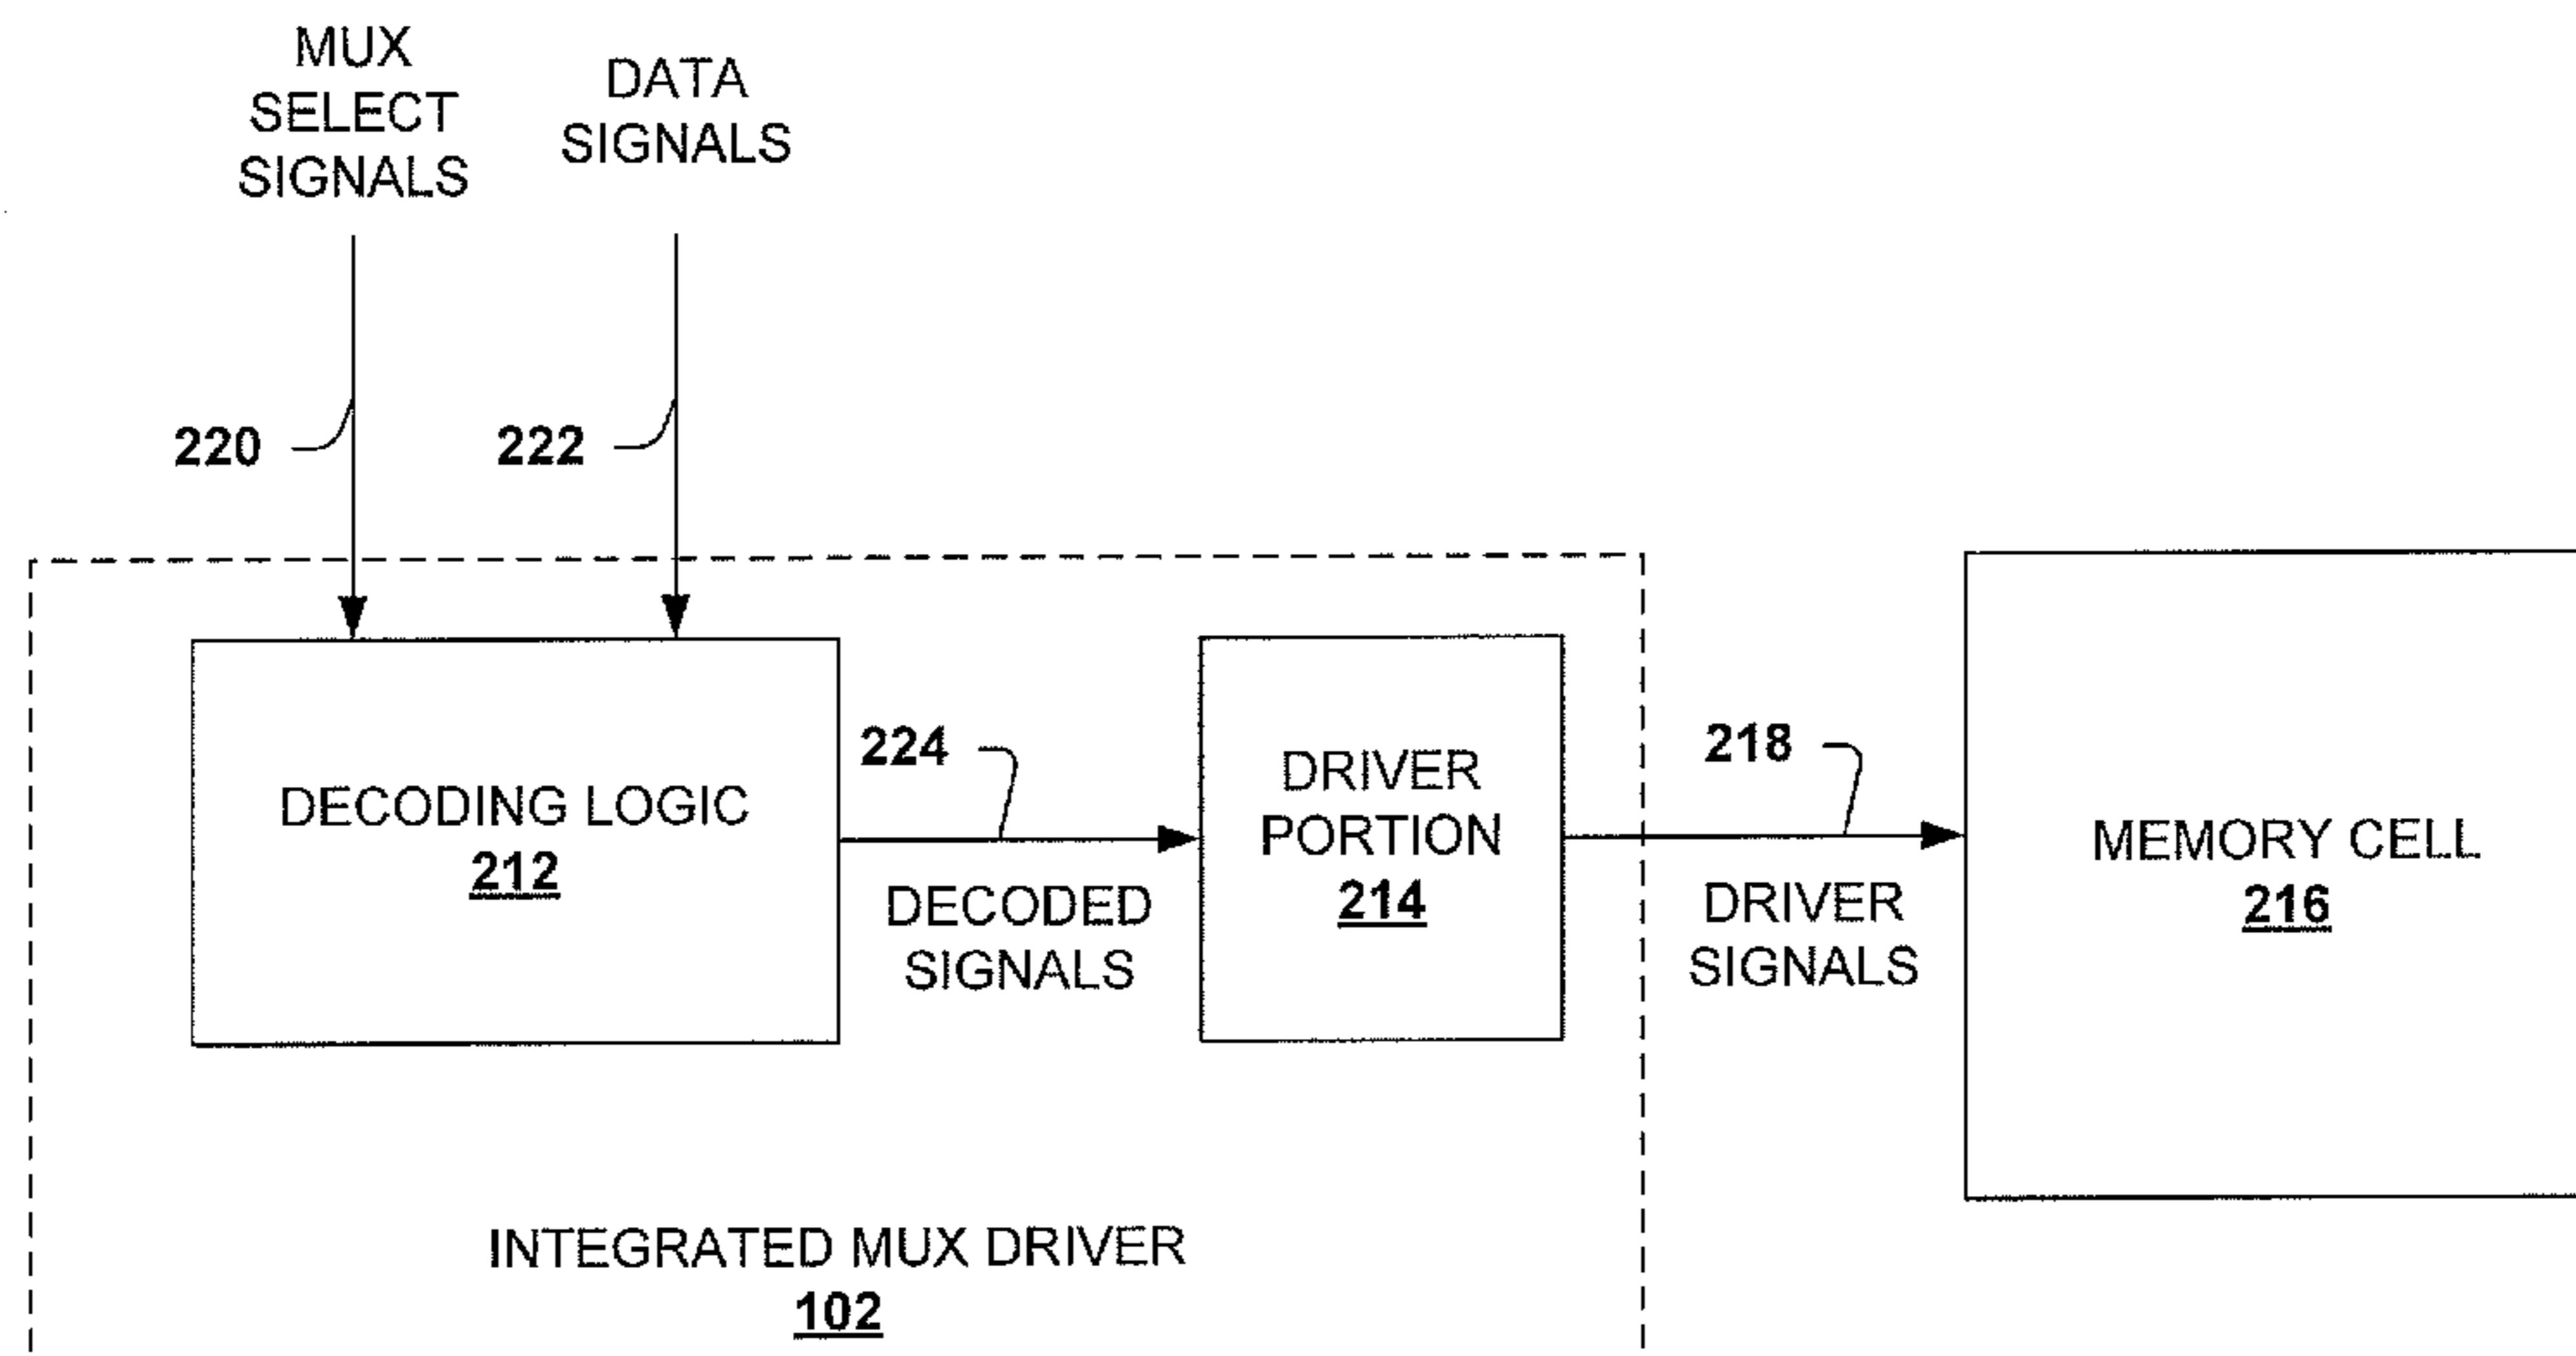 MUX
SELECT
SIGNALS
DATA
SIGNALS
220
222
DECODING LOGIC
212
224
DECODED
SIGNALS
DRIVER
PORTION
214
218
DRIVER
SIGNALS
MEMORY CELL
216
INTEGRATED MUX DRIVER
102